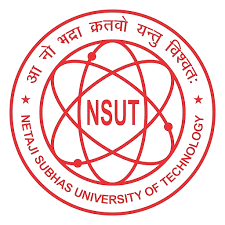 आ नो भद्राः क्रतवो यन्तु विश्वतः
NSUT
NETAJI SUBHAS UNIVERSITY OF TECHNOLOGY